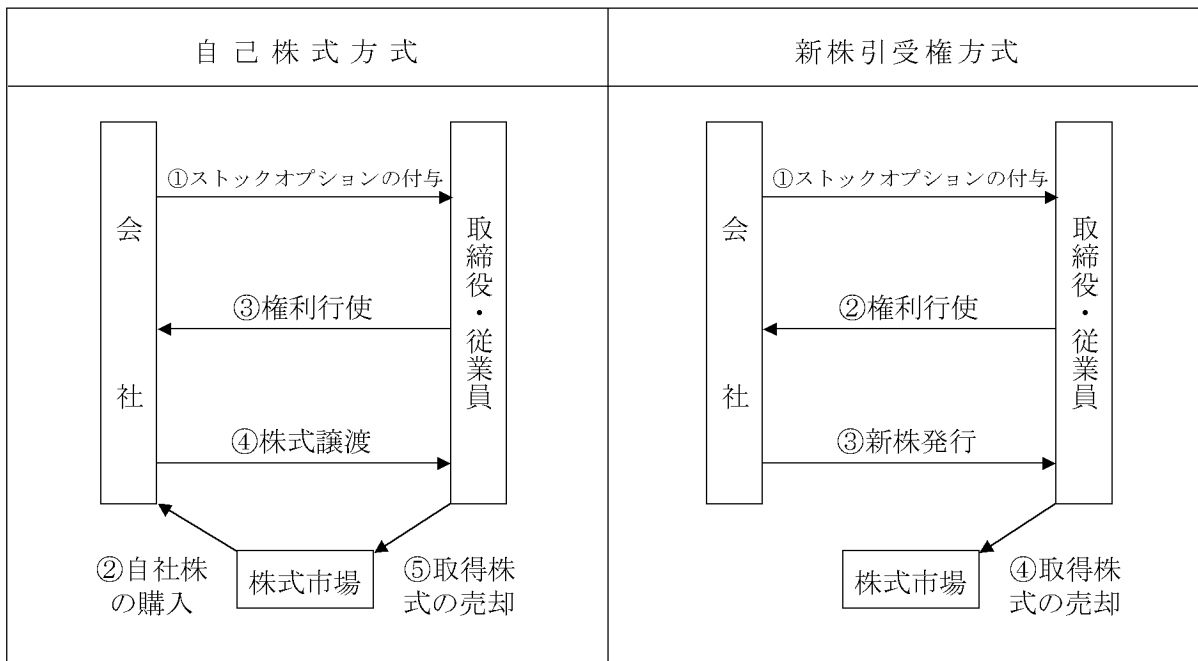 自己株式方式
①ストックオプションの付与
会社
取締役・従業員
③権利行使
④株式譲渡
②自社株
の購入
株式市場
⑤取得株
式の売却
新株引受権方式
①ストックオプションの付与
会社
取締役・従業員
②権利行使
③新株発行
株式市場
④取得株
式の売却